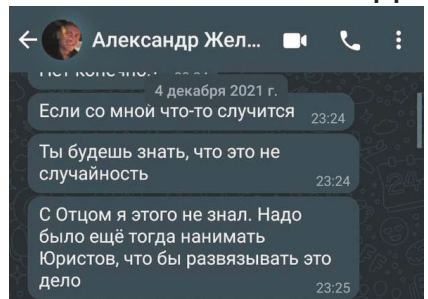 Александр Жел...
Нет конечно!
4 декабря 2021 г.
Если со мной что-то случится 23:24
Ты будешь знать, что это не
случайность 23:24
С Отцом я этого не знал. Надо
было ещё тогда нанимать
Юристов, что бы развязывать это
дело 23:25